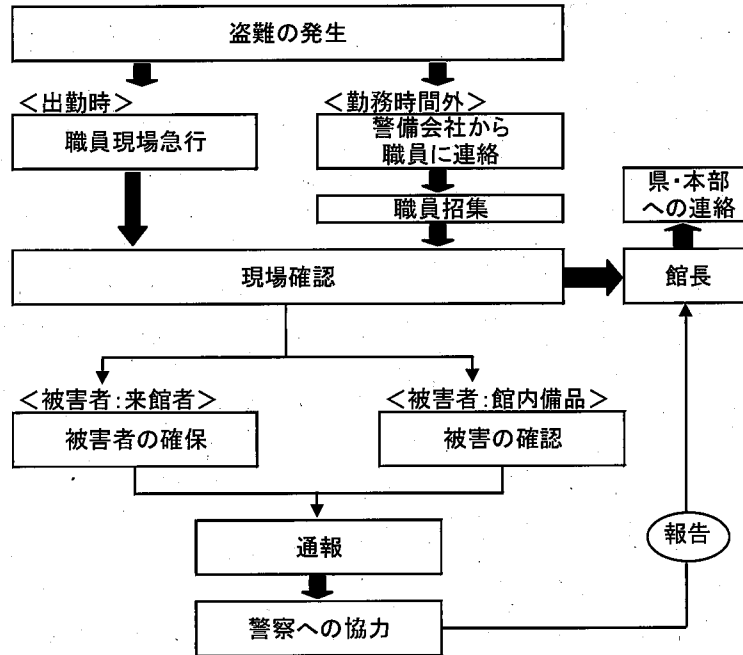 盗難の発生
＜出勤時＞
＜勤務時間外＞
職員現場急行
警備会社から
職員に連絡
職員招集
県・本部
への連絡
現場確認
館長
＜被害者：来館者＞
＜被害者：館内備品＞
被害者の確保
被害の確認
通報
報告
警察への協力